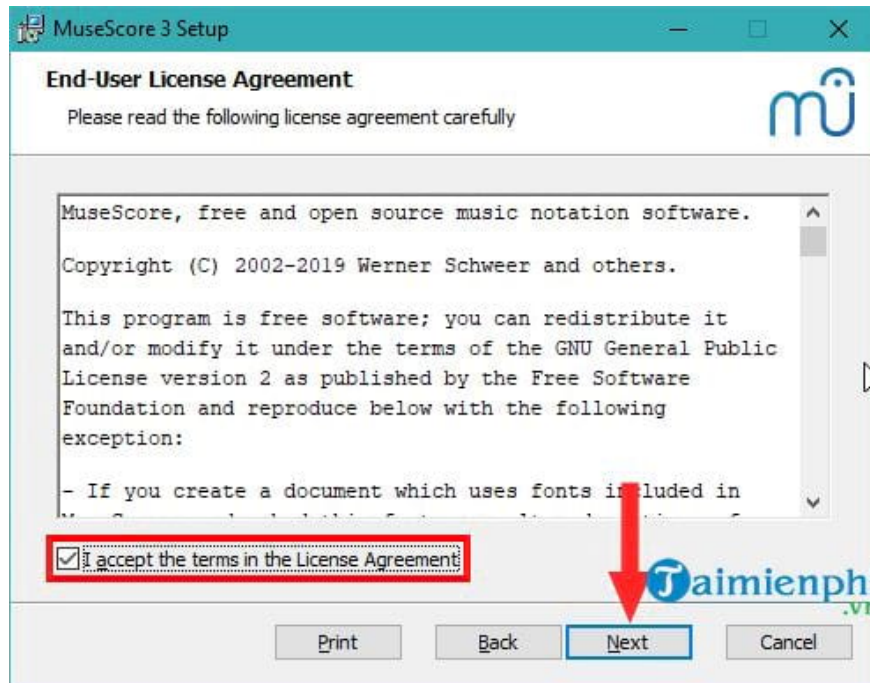 MuseScore 3 Setup
End-User License Agreement
Please read the following license agreement carefully
MuseScore, free and open source music notation software.
Copyright (C) 2002-2019 Werner Schweer and others.
This program is free software; you can redistribute it
and/or modify it under the terms of the GNU General Public
License version 2 as published by the Free Software
Foundation and reproduce below with the following
exception:
- If you create a document which uses fonts included in
I accept the terms in the License Agreement
Taimienph
.vn
Print Back Next Cancel